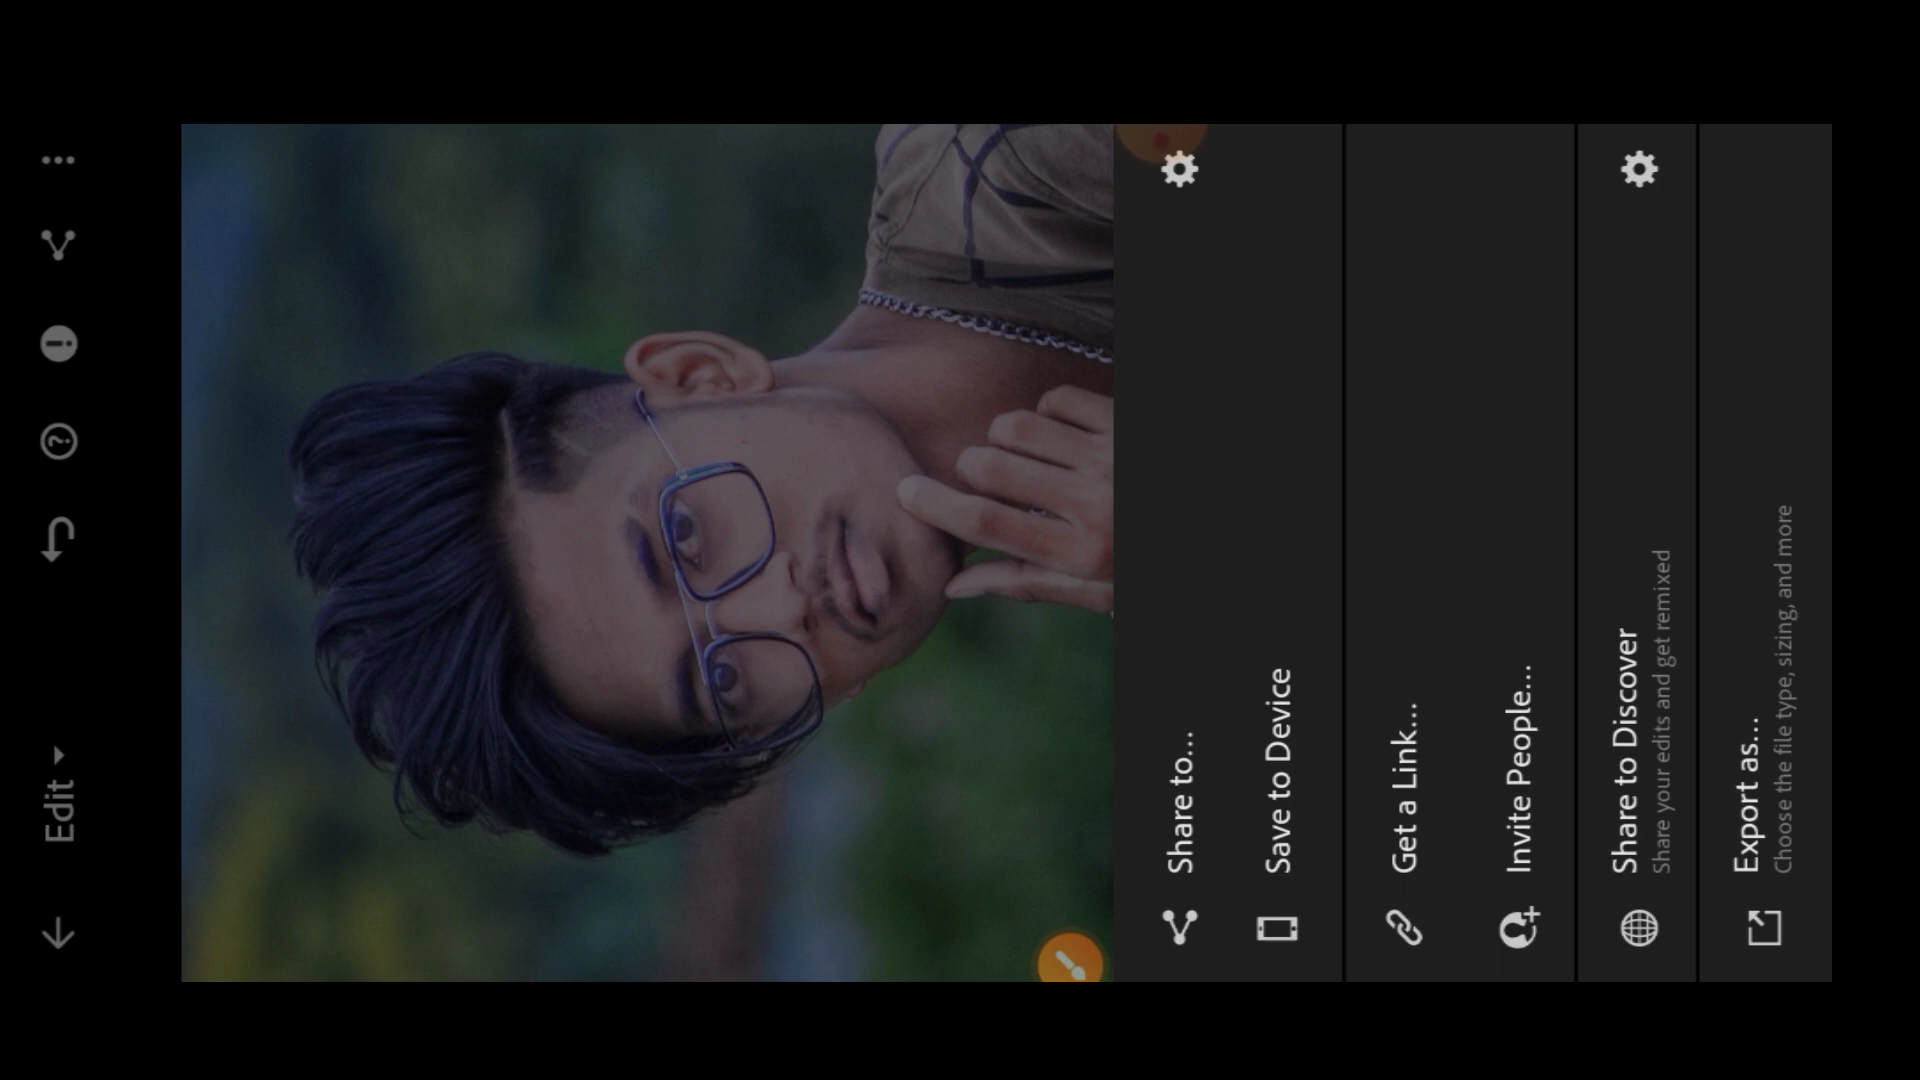 Edit
Share to...
Save to Device
Get a Link...
Invite People...
Share to Discover
Share your edits and get remixed
Export as...
Choose the file type, sizing, and more